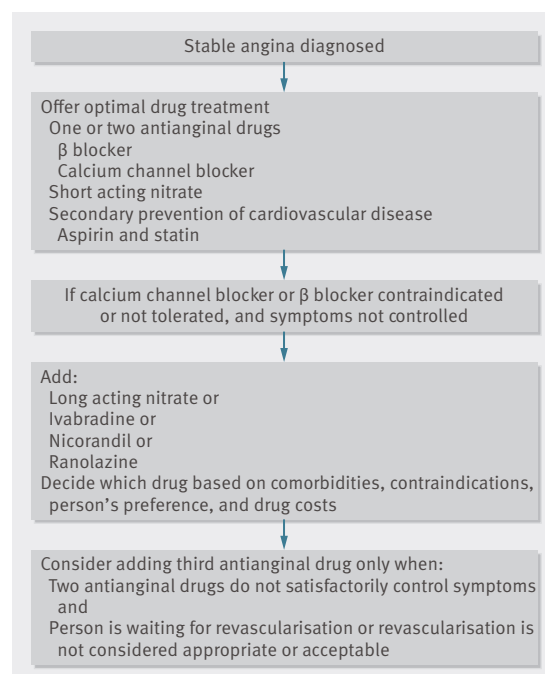 Stable angina diagnosed
Offer optimal drug treatment
One or two antianginal drugs
β blocker
Calcium channel blocker
Short acting nitrate
Secondary prevention of cardiovascular disease
Aspirin and statin
If calcium channel blocker or β blocker contraindicated
or not tolerated, and symptoms not controlled
Add:
Long acting nitrate or
Ivabradine or
Nicorandil or
Ranolazine
Decide which drug based on comorbidities, contraindications,
person's preference, and drug costs
Consider adding third antianginal drug only when:
Two antianginal drugs do not satisfactorily control symptoms
and
Person is waiting for revascularisation or revascularisation is
not considered appropriate or acceptable